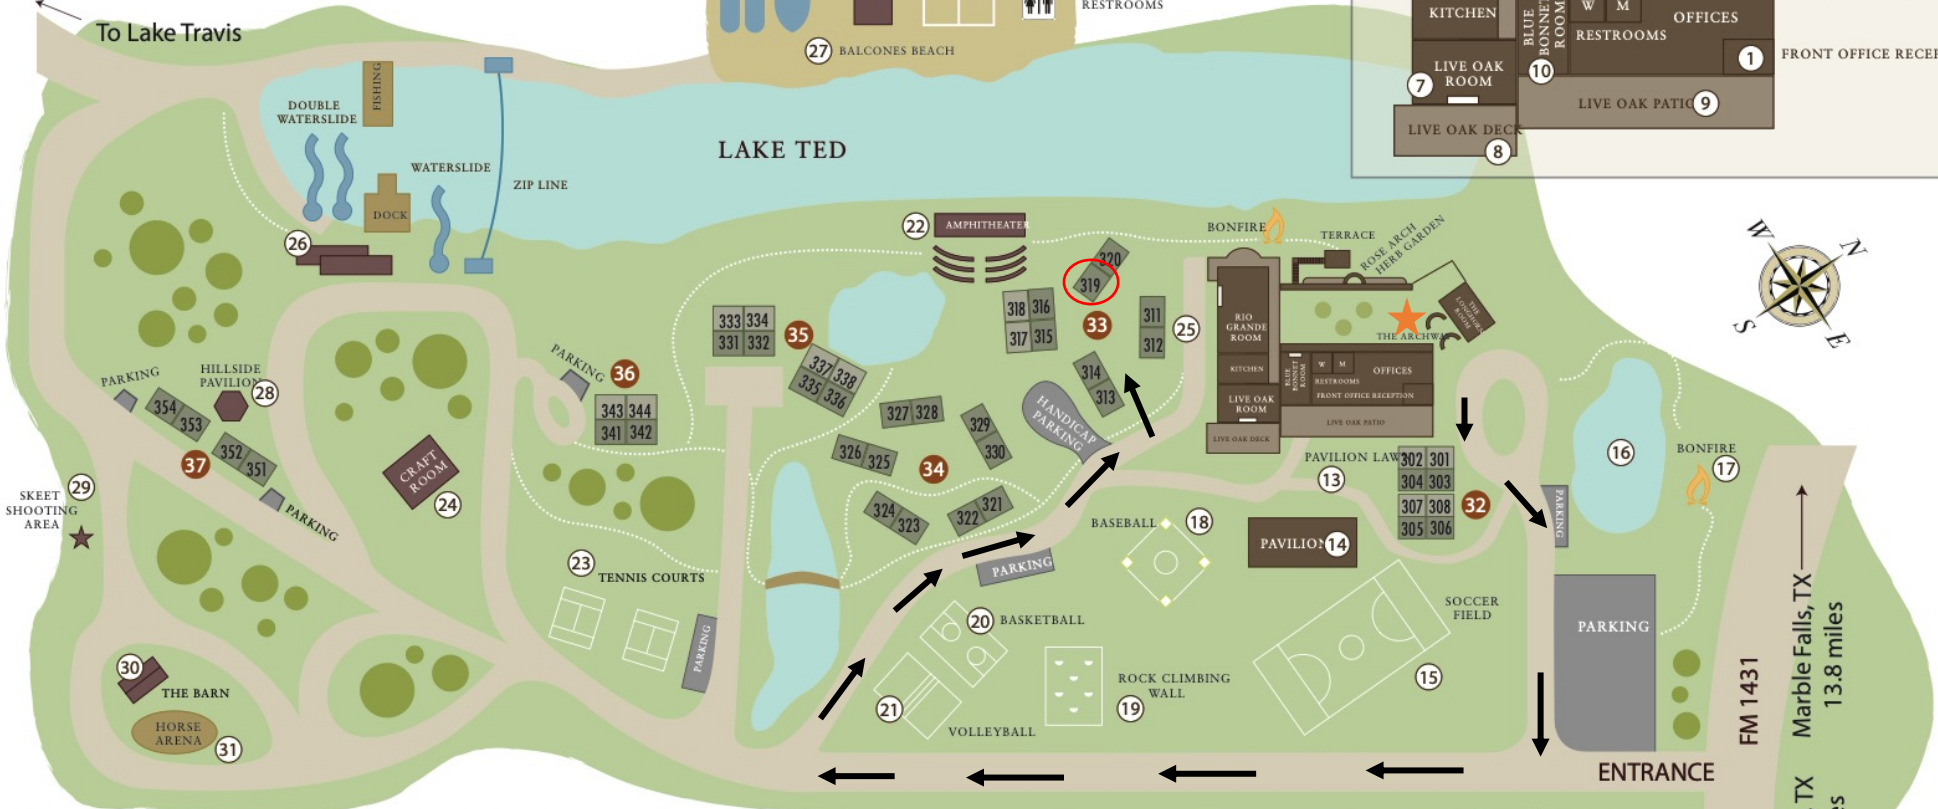 To Lake Travis
RESTROOMS
27 BALCONES BEACH
KITCHEN
BLUE
BONNET
ROOM
W M
OFFICES
RESTROOMS
1 FRONT OFFICE RECEP
10
7
LIVE OAK
ROOM
LIVE OAK PATIO 9
LIVE OAK DECK
8
FISHING
DOUBLE
WATERSLIDE
WATERSLIDE
ZIP LINE
DOCK
LAKE TED
26
22 AMPHITHEATER
BONFIRE
TERRACE
ROSE ARCH
HERB GARDEN
THE LONGHORN
ROOM
THE ARCHWAY
W N
S E
320
319
318 316
317 315
33
311
312
25
314
313
RIO
GRANDE
ROOM
KITCHEN
LIVE OAK
ROOM
LIVE OAK DECK
BLUE
BONNET
ROOM
W M
OFFICES
RESTROOMS
FRONT OFFICE RECEPTION
LIVE OAK PATIO
333 334
331 332
35
337 338
335 336
PARKING
36
343 344
341 342
327 328
329
330
326 325
34
324 323
322 321
HANDICAP
PARKING
PARKING
HILLSIDE
PAVILION
28
354
353
352
351
37
PARKING
CRAFT
ROOM
24
29
SKEET
SHOOTING
AREA
PAVILION LAWN
13
302 301
304 303
307 308
305 306
32
PARKING
16
BONFIRE
17
BASEBALL 18
PAVILION 14
PARKING
23 TENNIS COURTS
PARKING
20 BASKETBALL
21
VOLLEYBALL
ROCK CLIMBING
WALL
19
SOCCER
FIELD
15
PARKING
30
THE BARN
HORSE
ARENA
31
ENTRANCE
FM 1431
Marble Falls, TX
13.8 miles
TX
es